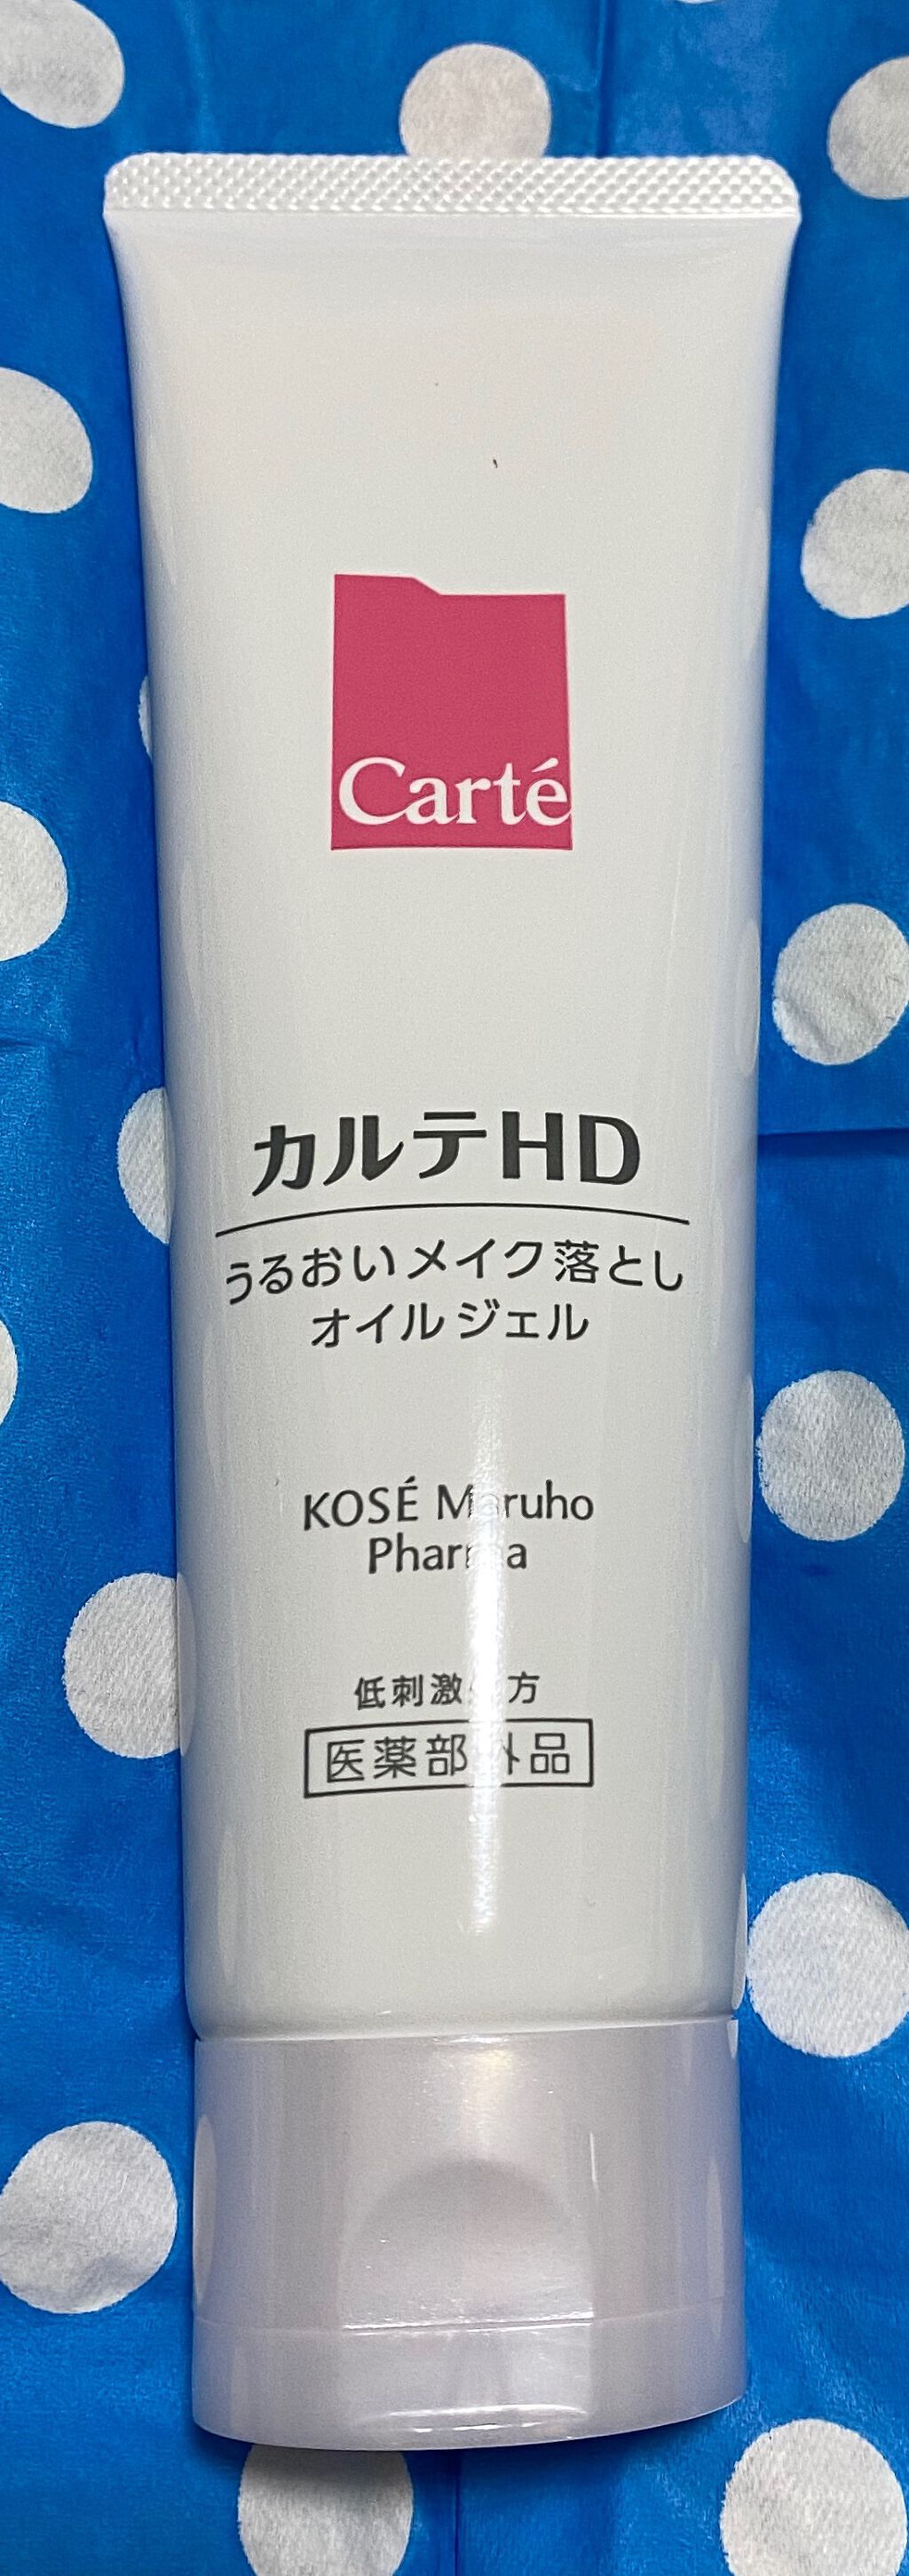 Carté
カルテHD
うるおいメイク落とし
オイルジェル
KOSÉ Maruho
Pharma
低刺激処方
医薬部外品